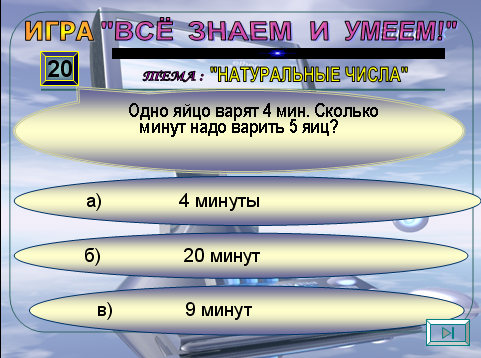 ИГРА "ВСЁ ЗНАЕМ И УМЕЕМ!"
20
ТЕМА : "НАТУРАЛЬНЫЕ ЧИСЛА"
Одно яйцо варят 4 мин. Сколько
минут надо варить 5 яиц?
а) 4 минуты
б) 20 минут
в) 9 минут